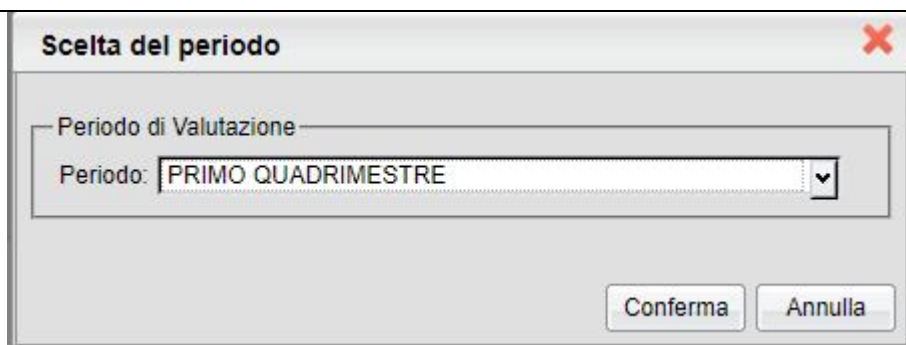 Scelta del periodo
Periodo di Valutazione
Periodo: PRIMO QUADRIMESTRE
Conferma Annulla